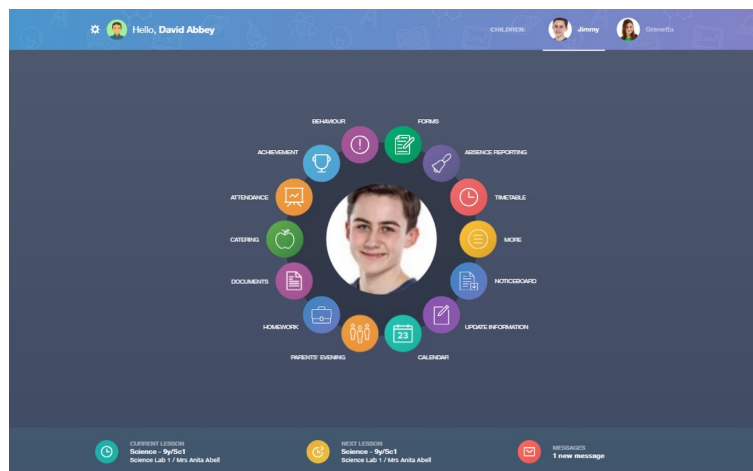 Hello, David Abbey
CHILDREN:
Jimmy
Grenetta
BEHAVIOUR
FORMS
ACHIEVEMENT
ABSENCE REPORTING
ATTENDANCE
TIMETABLE
CATERING
MORE
DOCUMENTS
NOTICEBOARD
HOMEWORK
UPDATE INFORMATION
23
PARENTS' EVENING
CALENDAR
CURRENT LESSON
Science - 9y/Sc1
Science Lab 1 / Mrs Anita Abell
NEXT LESSON
Science - 9y/Sc1
Science Lab 1 / Mrs Anita Abell
MESSAGES
1 new message